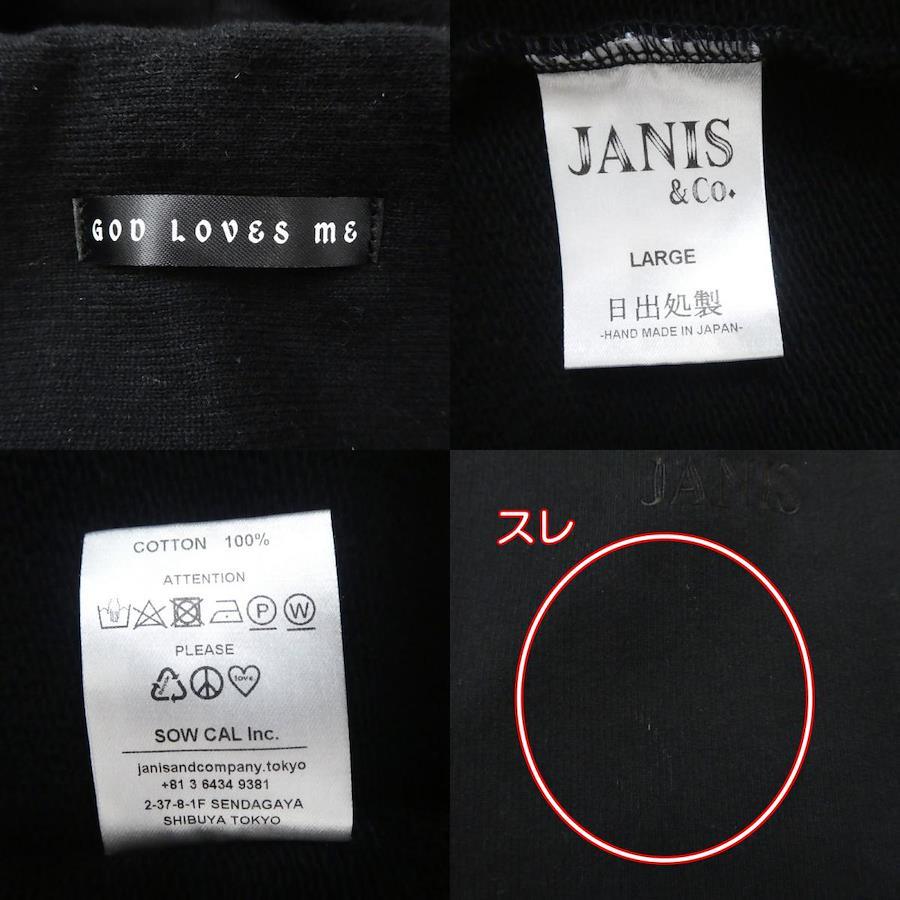 GOD LOVES ME
JANIS
& Co.
LARGE
日出処製
-HAND MADE IN JAPAN-
COTTON 100%
ATTENTION
P W
PLEASE
love
SOW CAL Inc.
janisandcompany.tokyo
+81 3 6434 9381
2-37-8-1F SENDAGAYA
SHIBUYA TOKYO
JANIS
スレ